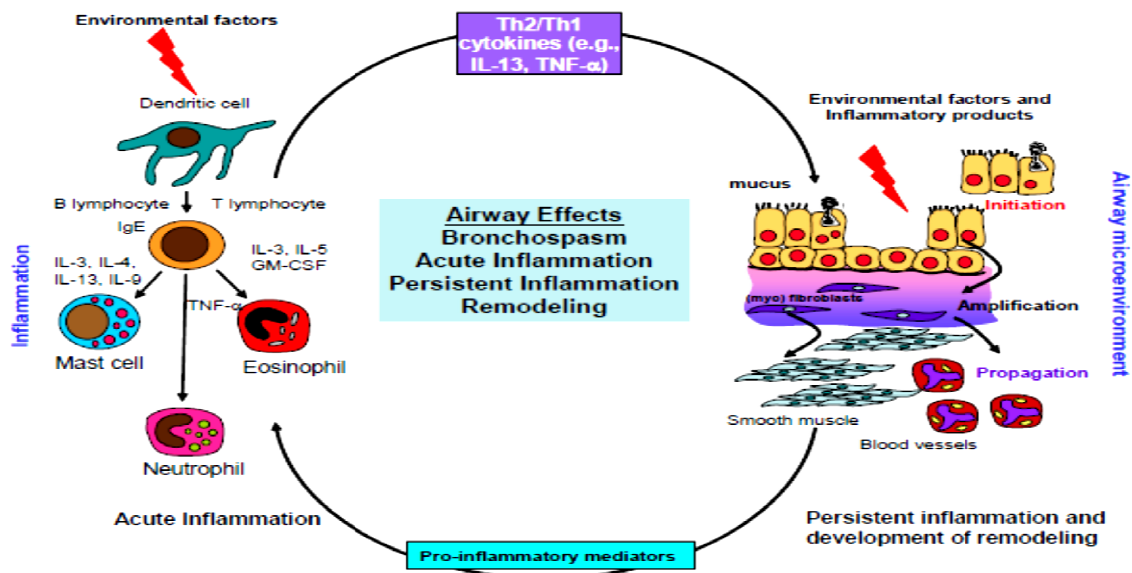 Environmental factors
Dendritic cell
B lymphocyte
T lymphocyte
IgE
IL-3, IL-4,
IL-13, IL-9
IL-3, IL-5
GM-CSF
TNF-α
Mast cell
Eosinophil
Neutrophil
Inflammation
Acute Inflammation
Th2/Th1
cytokines (e.g.,
IL-13, TNF-α)
Airway Effects
Bronchospasm
Acute Inflammation
Persistent Inflammation
Remodeling
Pro-inflammatory mediators
Environmental factors and
Inflammatory products
mucus
Initiation
(myo) fibroblasts
Amplification
Propagation
Smooth muscle
Blood vessels
Airway microenvironment
Persistent inflammation and
development of remodeling